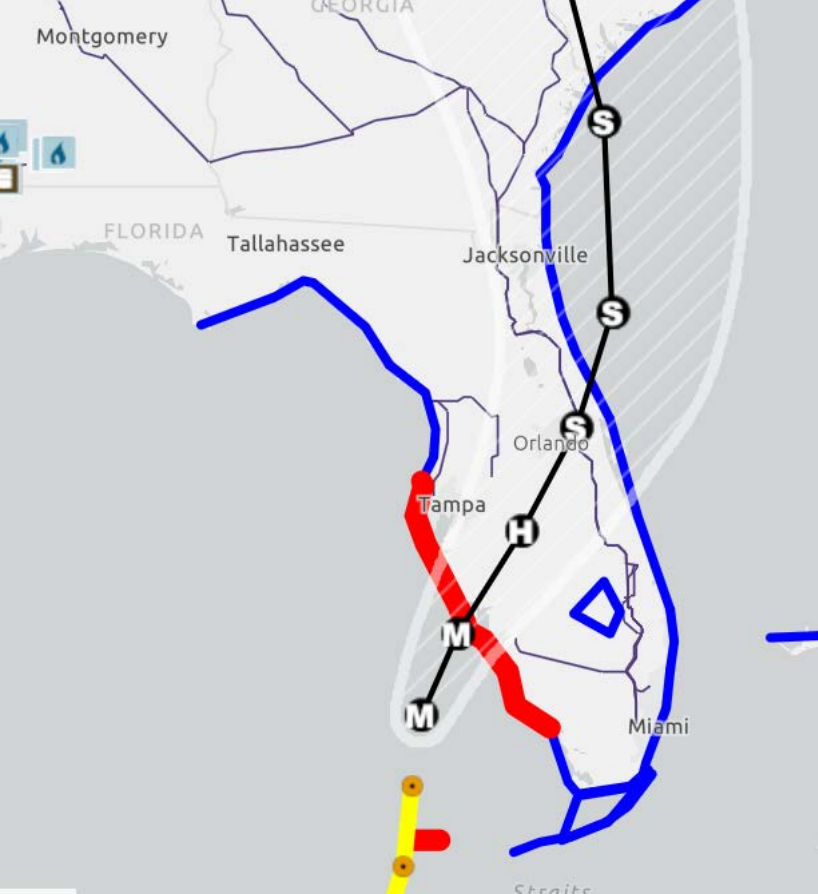 GEORGIA
Montgomery
S
FLORIDA
Tallahassee
Jacksonville
S
S
Orlando
Tampa
H
M
M
Miami
Straits